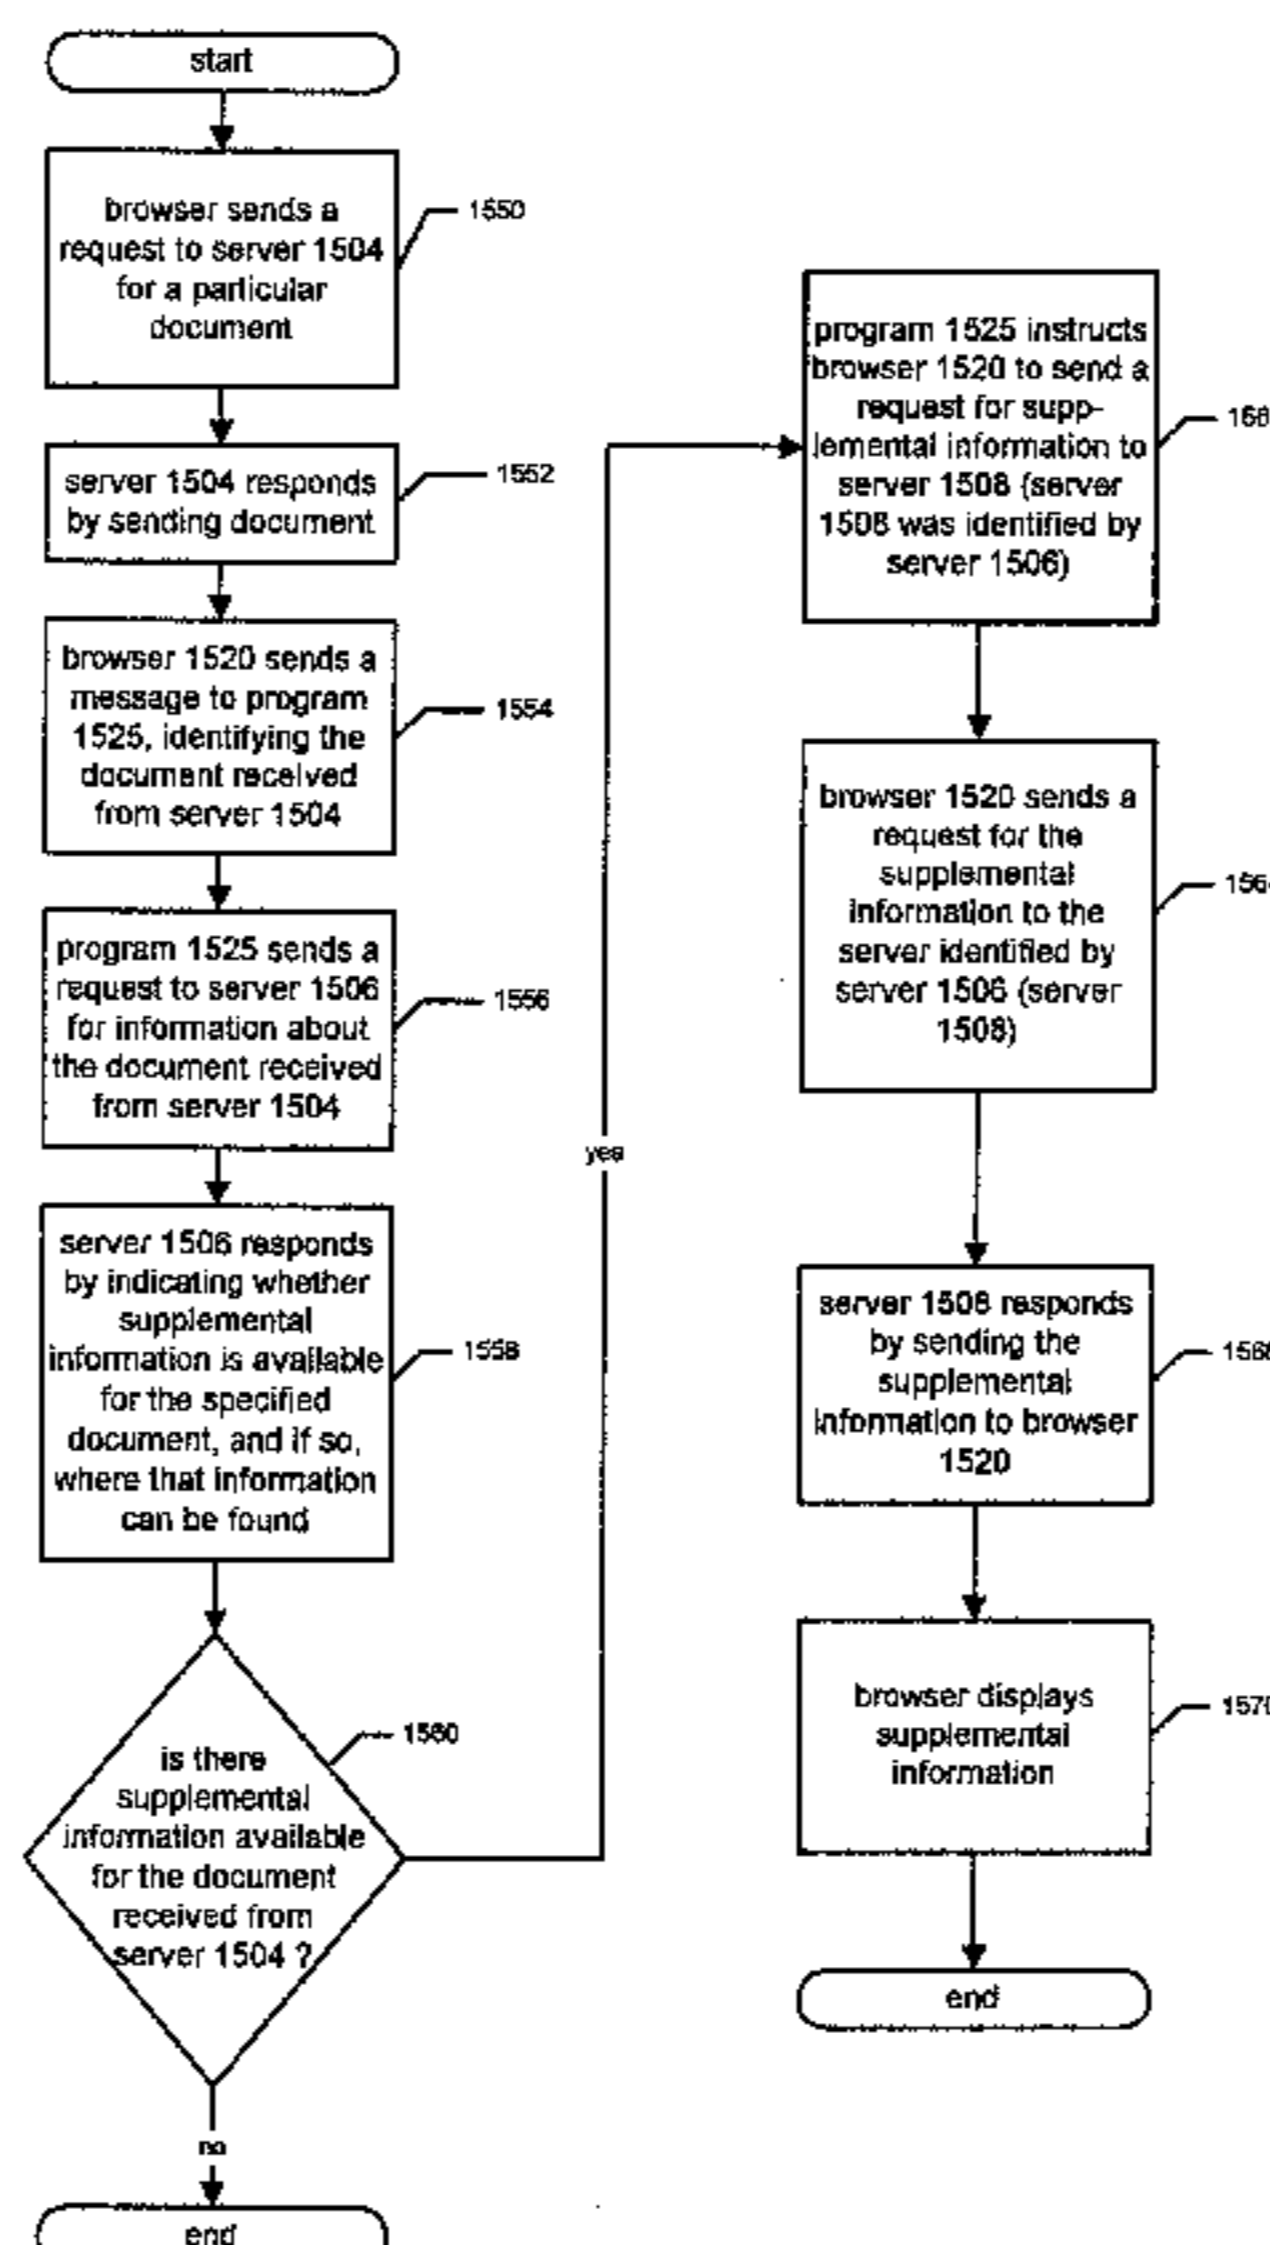 start
browser sends a
request to server 1504
for a particular
document
1550
server 1504 responds
by sending document
1552
browser 1520 sends a
message to program
1525, identifying the
document received
from server 1504
1554
program 1525 sends a
request to server 1506
for information about
the document received
from server 1504
1556
server 1506 responds
by indicating whether
supplemental
information is available
for the specified
document, and if so,
where that information
can be found
1558
is there
supplemental
information available
for the document
received from
server 1504 ?
1560
no
end
yes
program 1525 instructs
browser 1520 to send a
request for supp-
lemental information to
server 1508 (server
1508 was identified by
server 1506)
browser 1520 sends a
request for the
supplemental
information to the
server identified by
server 1506 (server
1508)
server 1508 responds
by sending the
supplemental
information to browser
1520
browser displays
supplemental
information
1570
end